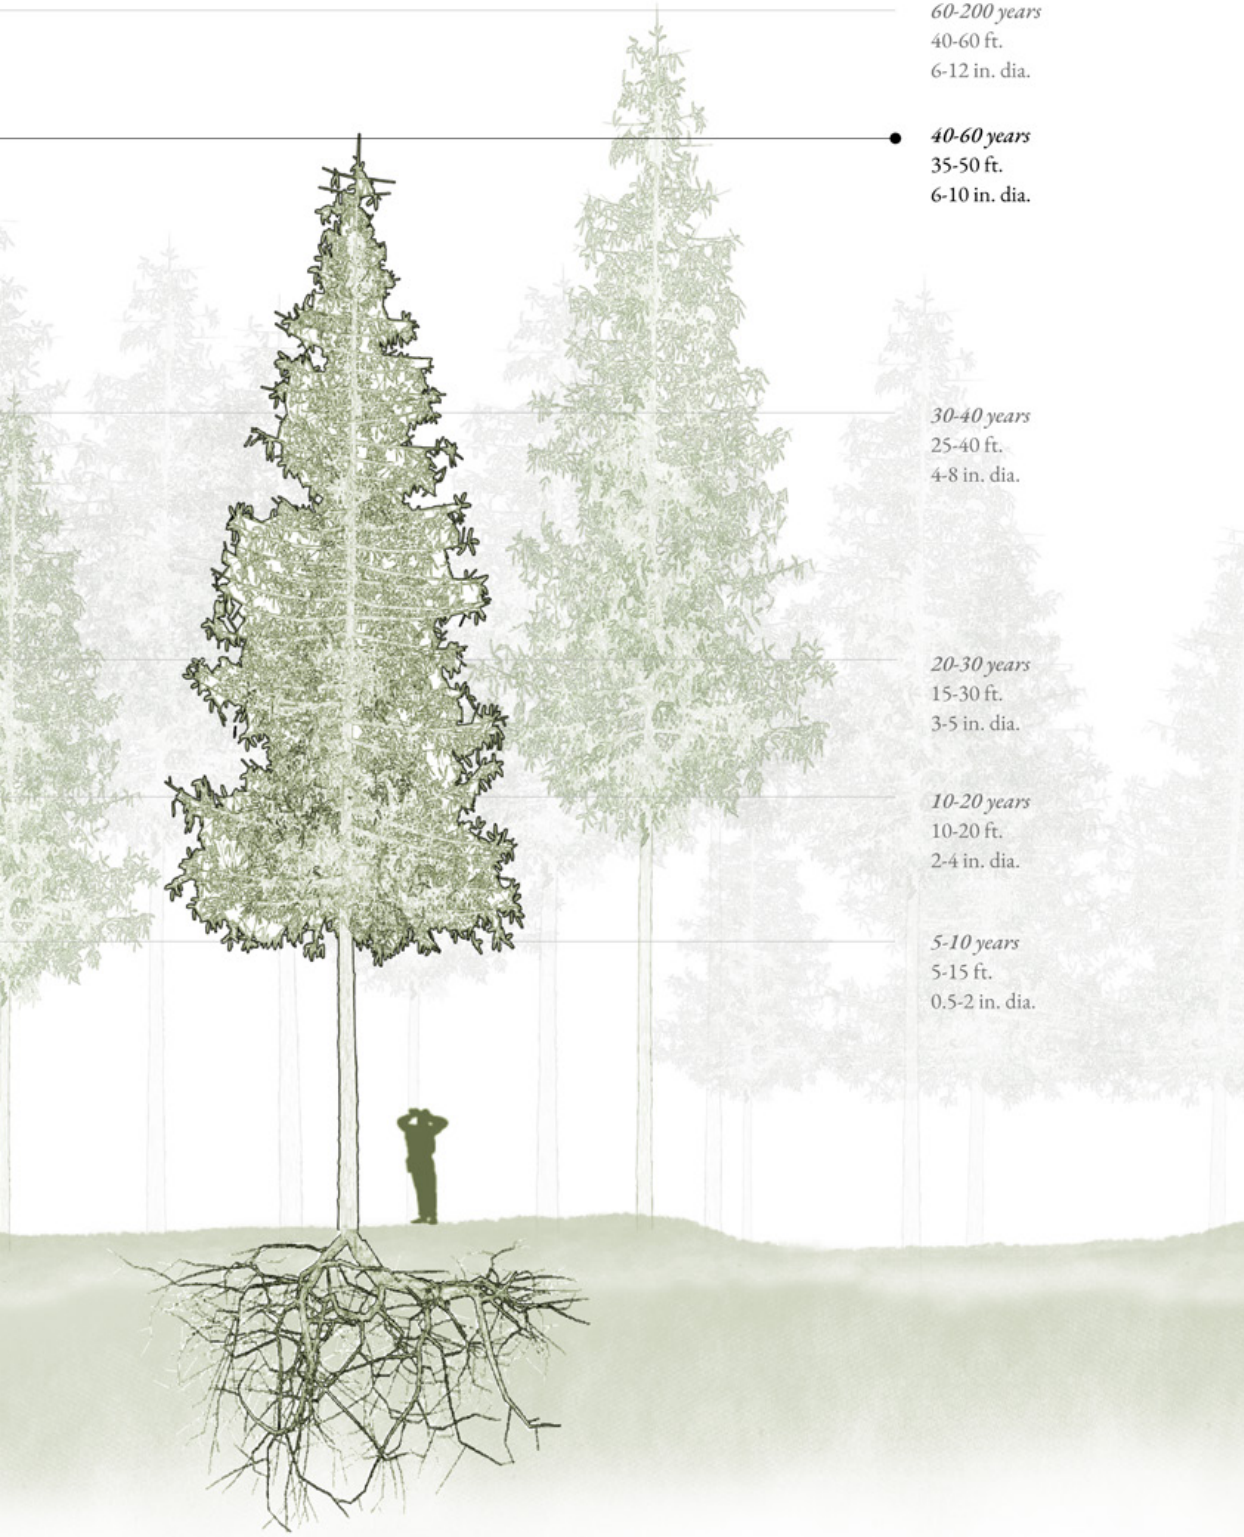 60-200 years
40-60 ft.
6-12 in. dia.
40-60 years
35-50 ft.
6-10 in. dia.
30-40 years
25-40 ft.
4-8 in. dia.
20-30 years
15-30 ft.
3-5 in. dia.
10-20 years
10-20 ft.
2-4 in. dia.
5-10 years
5-15 ft.
0.5-2 in. dia.